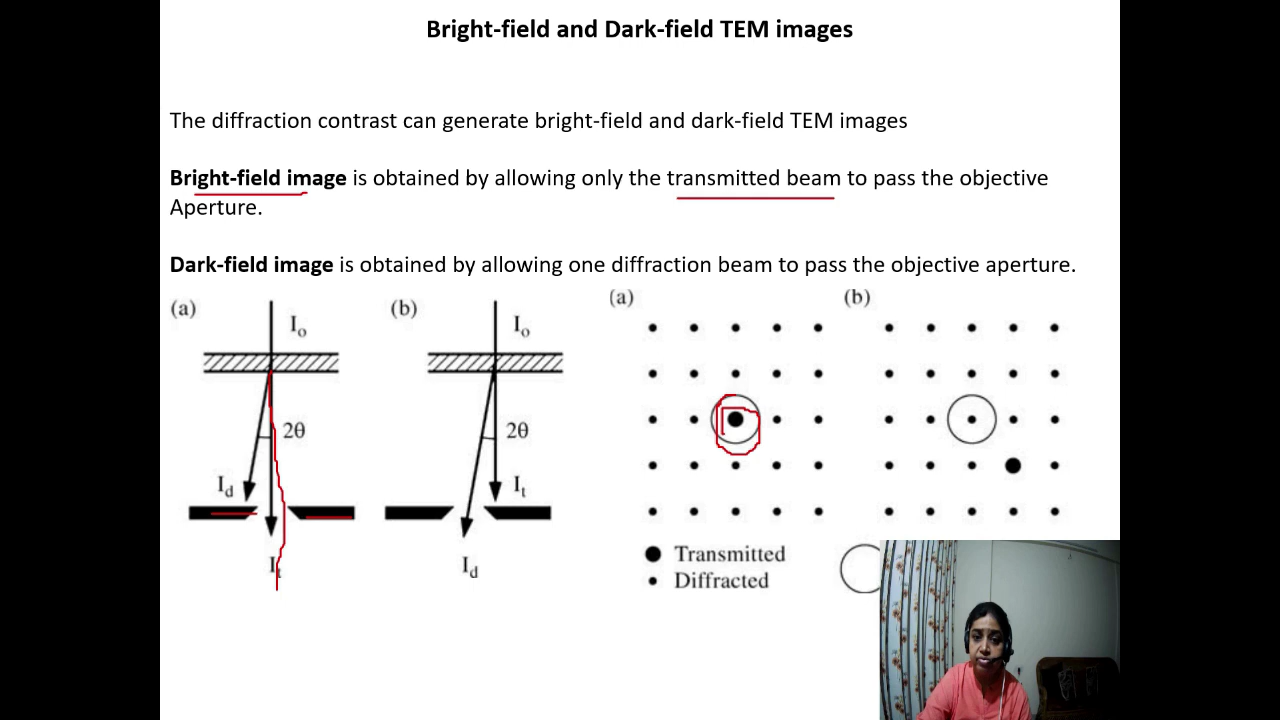 Bright-field and Dark-field TEM images
The diffraction contrast can generate bright-field and dark-field TEM images
Bright-field image is obtained by allowing only the transmitted beam to pass the objective
Aperture.
Dark-field image is obtained by allowing one diffraction beam to pass the objective aperture.
(a) (b) (a) (b)
Io Io
2θ 2θ
Id It
It Id
Transmitted
Diffracted